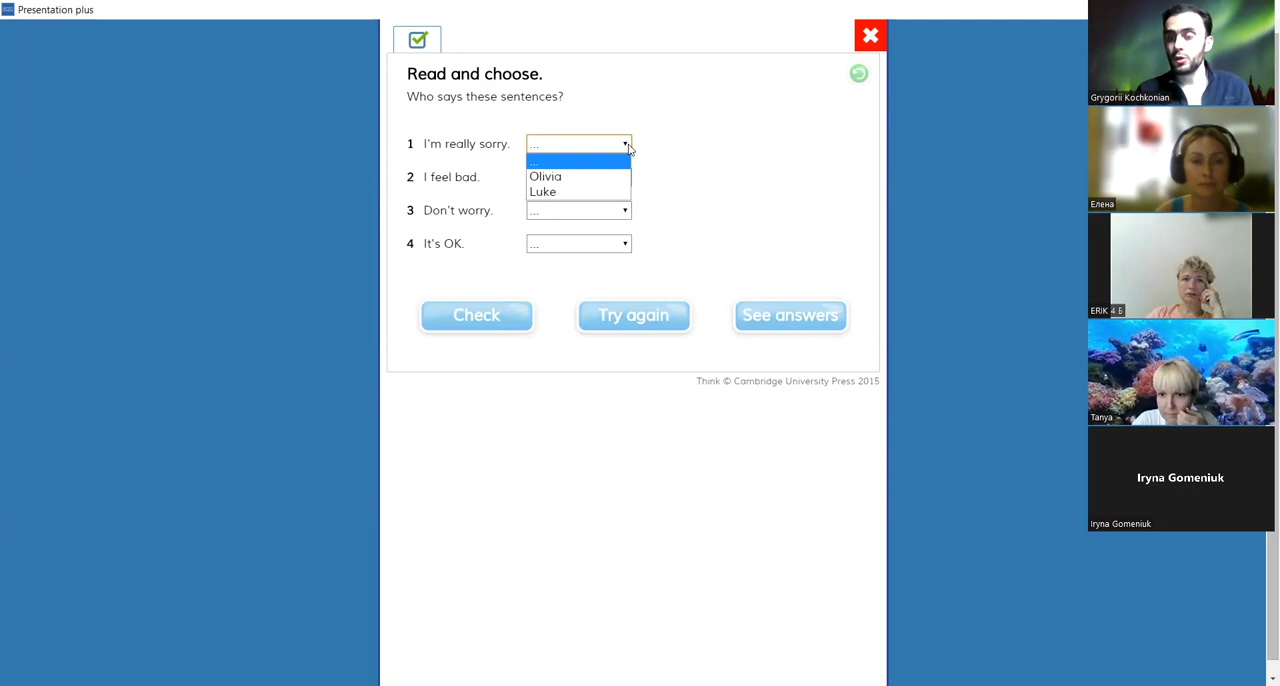 Presentation plus
Read and choose.
Who says these sentences?
1 I'm really sorry. ...
...
Olivia
Luke
2 I feel bad.
3 Don't worry. ...
4 It's OK. ...
Check Try again See answers
Think © Cambridge University Press 2015
Grygorii Kochkonian
Елена
ERIK 4 Б
Tanya
Iryna Gomeniuk
Iryna Gomeniuk